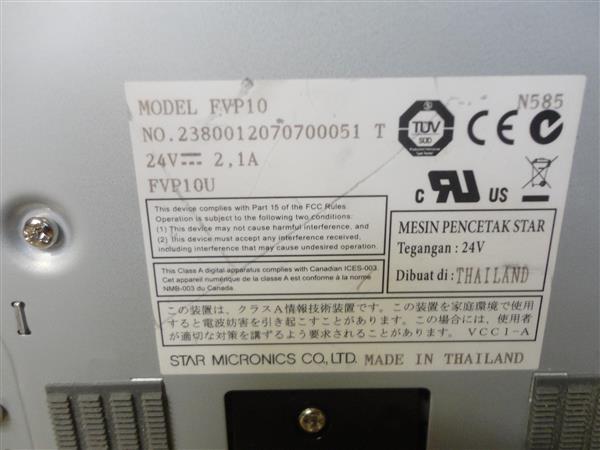 MODEL FVP10
N585
NO.2380012070700051 T
24V⎓ 2,1A
FVP10U
TÜV
SÜD
CE
N
c UR US
This device complies with Part 15 of the FCC Rules
Operation is subject to the following two conditions:
(1) This device may not cause harmful interference, and
(2) this device must accept any interference received,
including interference that may cause undesired operation.
This Class A digital apparatus complies with Canadian ICES-003.
Cet appareil numérique de la classe A est conforme à la norme
NMB-003 du Canada.
MESIN PENCETAK STAR
Tegangan : 24V
Dibuat di: THAILAND
この装置は、クラスA情報技術装置です。この装置を家庭環境で使用
すると電波妨害を引き起こすことがあります。この場合には、使用者
が適切な対策を講ずるよう要求されることがあります。 VCCI-A
STAR MICRONICS CO., LTD. MADE IN THAILAND